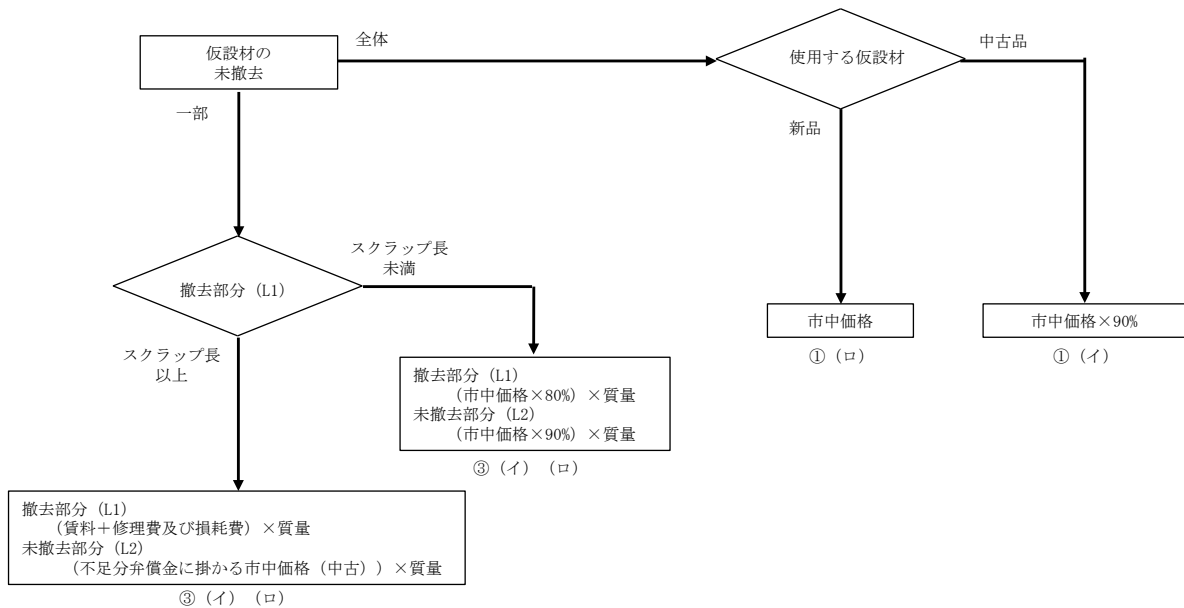 仮設材の
未撤去
全体
使用する仮設材
中古品
一部
新品
撤去部分（L1）
スクラップ長
未満
市中価格
①（ロ）
市中価格×90%
①（イ）
スクラップ長
以上
撤去部分（L1）
（市中価格×80%）×質量
未撤去部分（L2）
（市中価格×90%）×質量
③（イ）（ロ）
撤去部分（L1）
（賃料＋修理費及び損耗費）×質量
未撤去部分（L2）
（不足分弁償金に掛かる市中価格（中古））×質量
③（イ）（ロ）